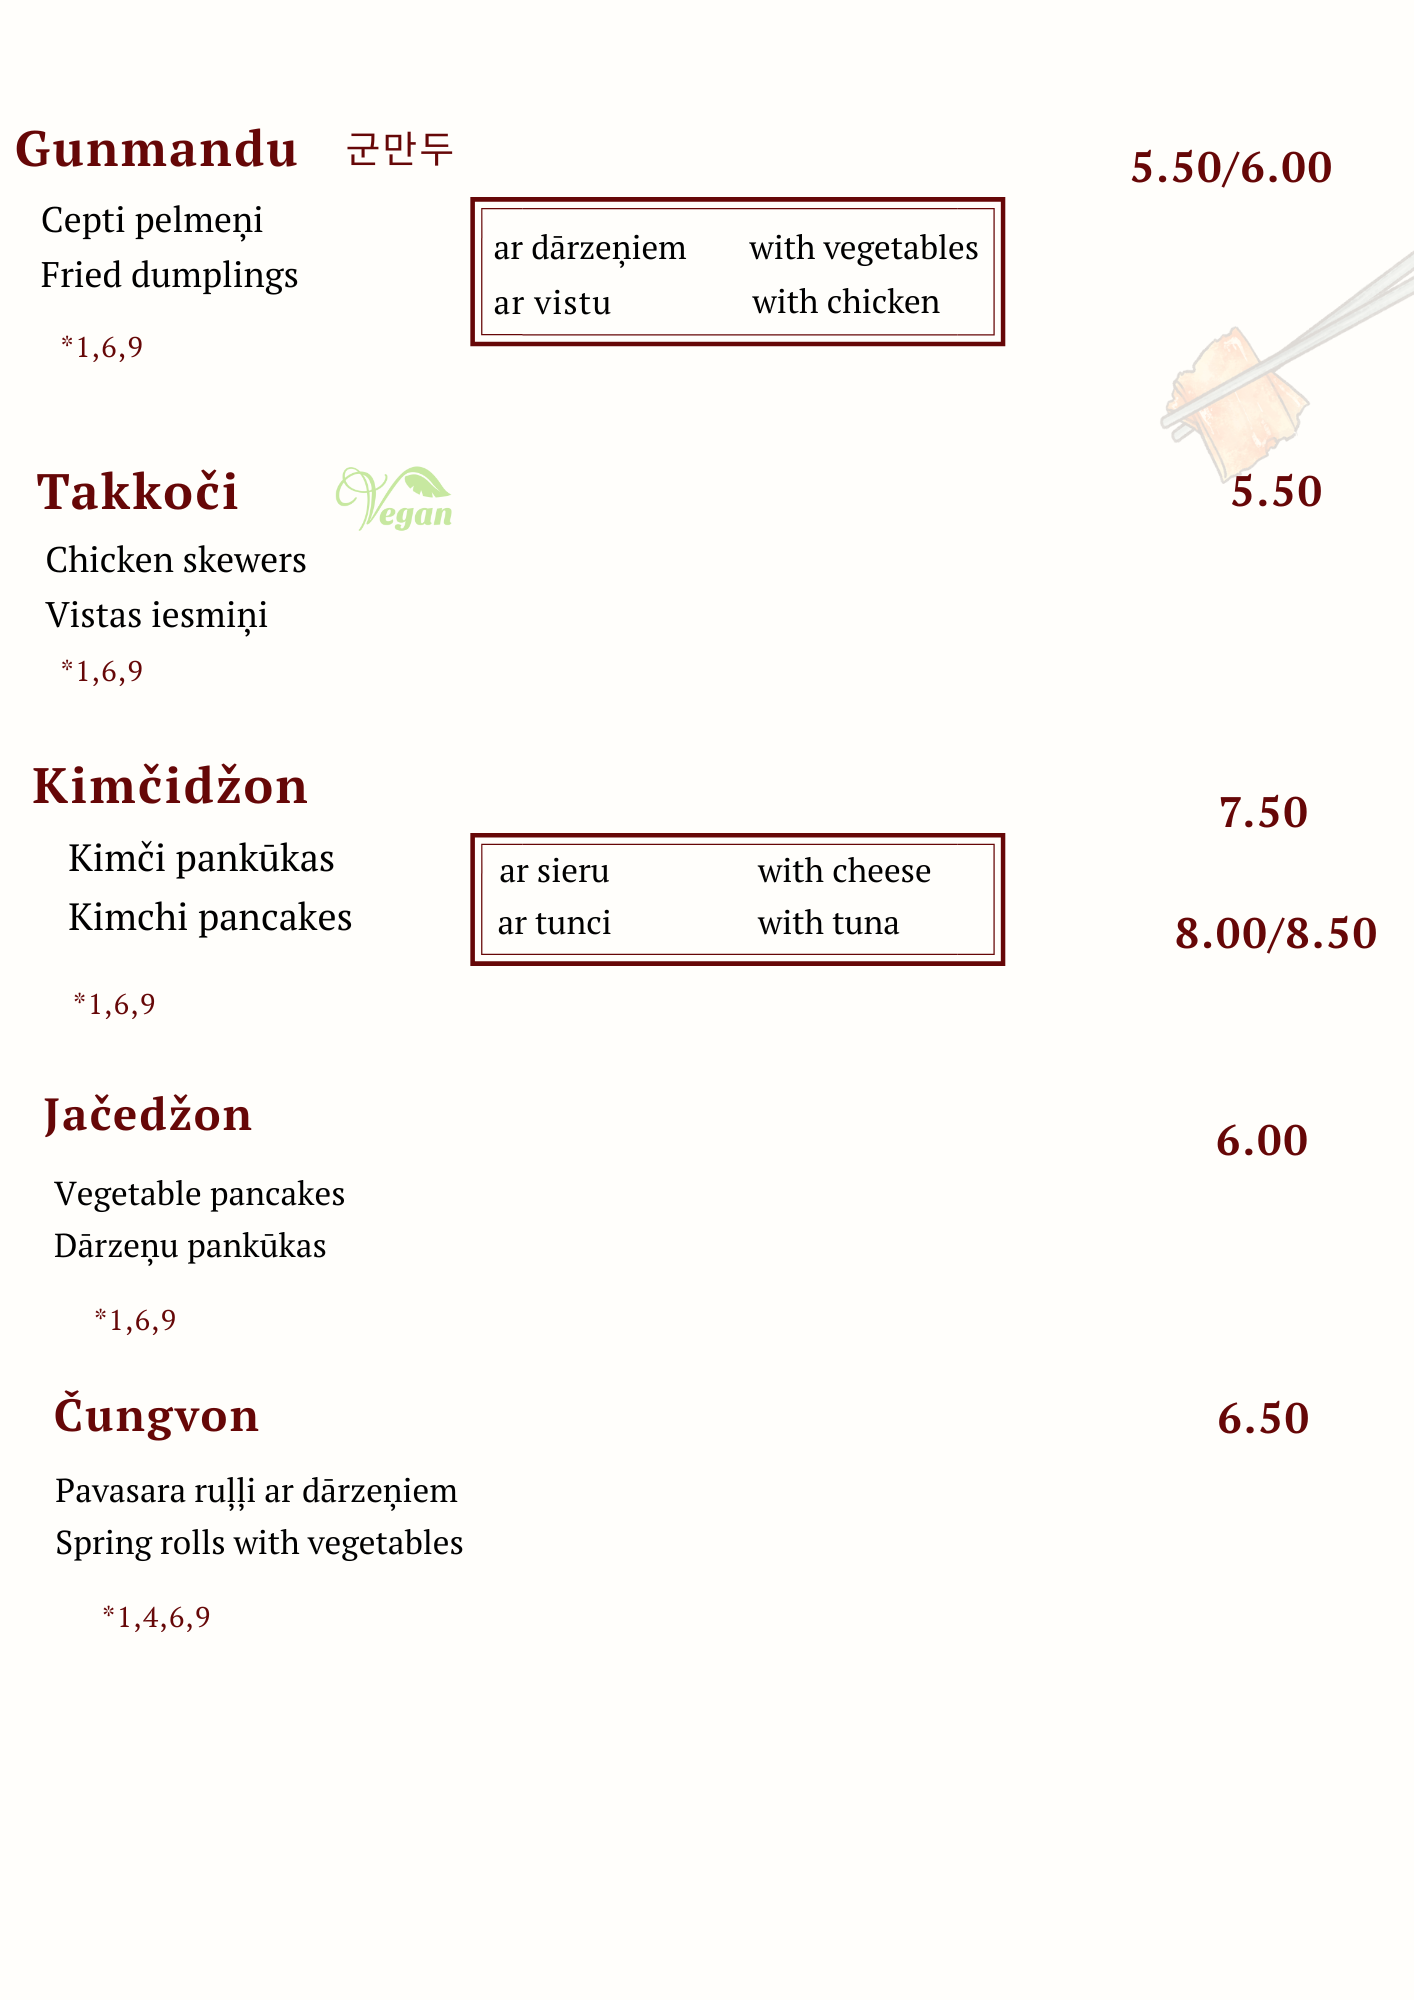 Gunmandu 군만두
5.50/6.00
Cepti pelmeņi
Fried dumplings
ar dārzeņiem with vegetables
ar vistu with chicken
*1,6,9
Takkoči Vegan
5.50
Chicken skewers
Vistas iesmiņi
*1,6,9
Kimčidžon
7.50
Kimči pankūkas
Kimchi pancakes
ar sieru with cheese
ar tunci with tuna
8.00/8.50
*1,6,9
Jačedžon
6.00
Vegetable pancakes
Dārzeņu pankūkas
*1,6,9
Čungvon
6.50
Pavasara ruļļi ar dārzeņiem
Spring rolls with vegetables
*1,4,6,9